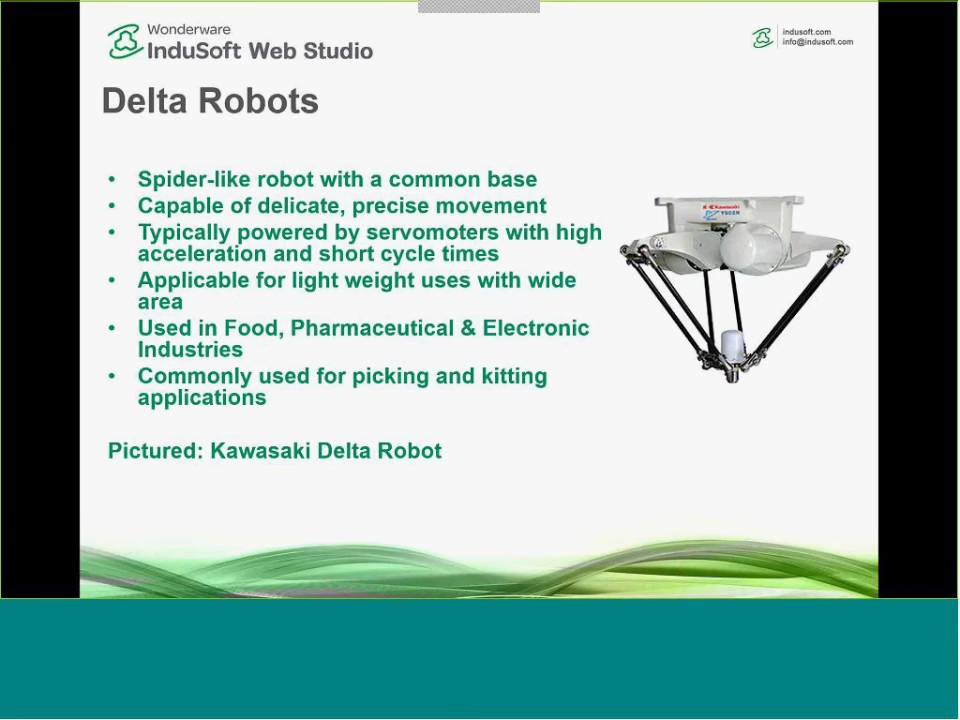 Wonderware
InduSoft Web Studio
indusoft.com
info@indusoft.com
Delta Robots
• Spider-like robot with a common base
• Capable of delicate, precise movement
• Typically powered by servomoters with high
acceleration and short cycle times
• Applicable for light weight uses with wide
area
• Used in Food, Pharmaceutical & Electronic
Industries
• Commonly used for picking and kitting
applications
Pictured: Kawasaki Delta Robot
Kawasaki